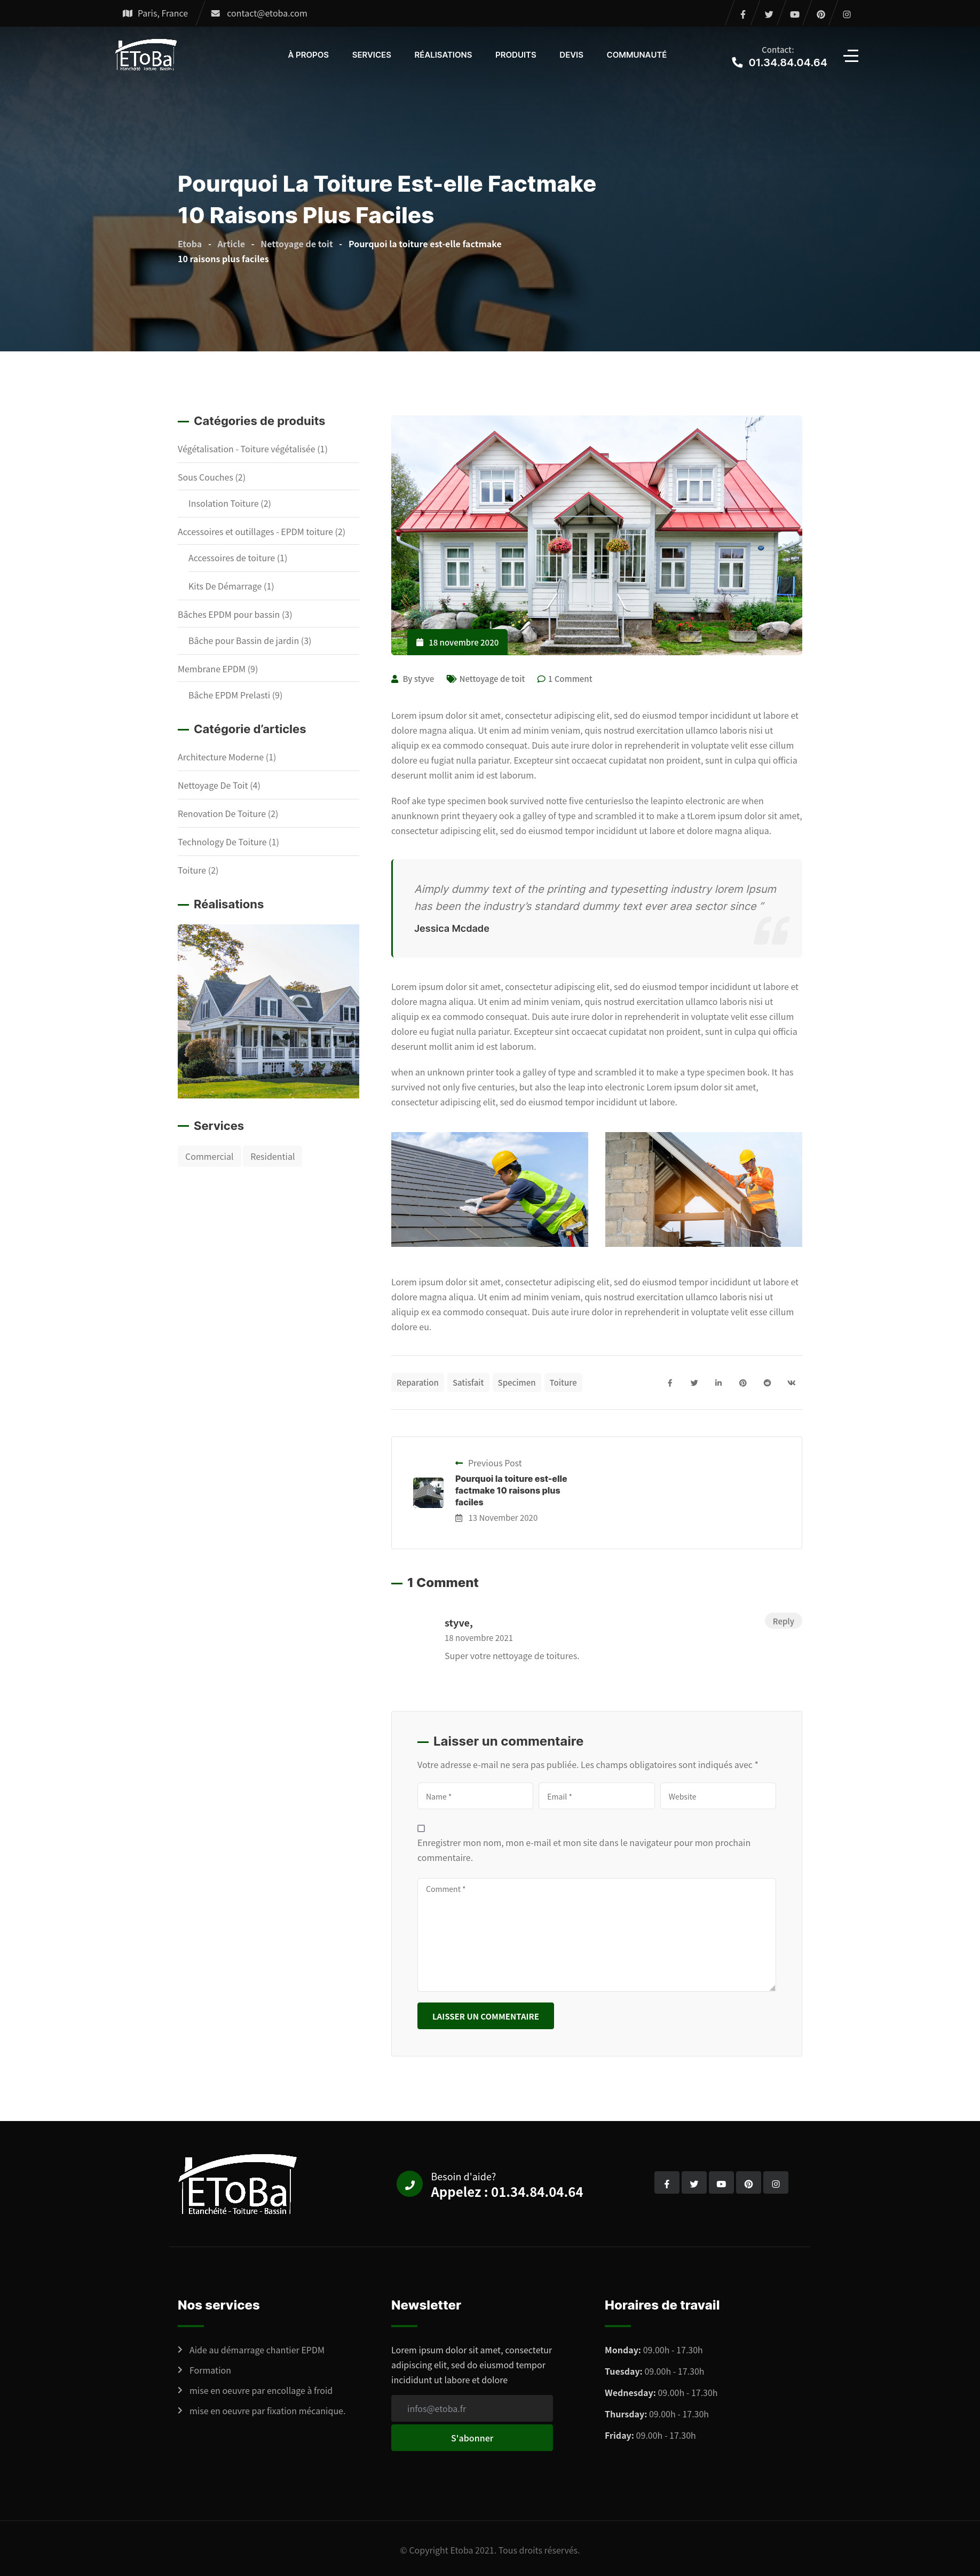 Paris, France
contact@etoba.com
ETOBA
Etanchéité - Toiture - Bassin
À PROPOS
SERVICES
RÉALISATIONS
PRODUITS
DEVIS
COMMUNAUTÉ
Contact:
01.34.84.04.64
BlOG
Pourquoi La Toiture Est-elle Factmake
10 Raisons Plus Faciles
Etoba - Article - Nettoyage de toit - Pourquoi la toiture est-elle factmake
10 raisons plus faciles
Catégories de produits
Végétalisation - Toiture végétalisée (1)
Sous Couches (2)
Insolation Toiture (2)
Accessoires et outillages - EPDM toiture (2)
Accessoires de toiture (1)
Kits De Démarrage (1)
Bâches EPDM pour bassin (3)
Bâche pour Bassin de jardin (3)
Membrane EPDM (9)
Bâche EPDM Prelasti (9)
Catégorie d’articles
Architecture Moderne (1)
Nettoyage De Toit (4)
Renovation De Toiture (2)
Technology De Toiture (1)
Toiture (2)
Réalisations
Services
Commercial
Residential
18 novembre 2020
By styve
Nettoyage de toit
1 Comment
Lorem ipsum dolor sit amet, consectetur adipiscing elit, sed do eiusmod tempor incididunt ut labore et
dolore magna aliqua. Ut enim ad minim veniam, quis nostrud exercitation ullamco laboris nisi ut
aliquip ex ea commodo consequat. Duis aute irure dolor in reprehenderit in voluptate velit esse cillum
dolore eu fugiat nulla pariatur. Excepteur sint occaecat cupidatat non proident, sunt in culpa qui officia
deserunt mollit anim id est laborum.
Roof ake type specimen book survived notte five centurieslso the leapinto electronic are when
anunknown print theyaery ook a galley of type and scrambled it to make a tLorem ipsum dolor sit amet,
consectetur adipiscing elit, sed do eiusmod tempor incididunt ut labore et dolore magna aliqua.
Aimply dummy text of the printing and typesetting industry lorem Ipsum
has been the industry’s standard dummy text ever area sector since “
Jessica Mcdade
Lorem ipsum dolor sit amet, consectetur adipiscing elit, sed do eiusmod tempor incididunt ut labore et
dolore magna aliqua. Ut enim ad minim veniam, quis nostrud exercitation ullamco laboris nisi ut
aliquip ex ea commodo consequat. Duis aute irure dolor in reprehenderit in voluptate velit esse cillum
dolore eu fugiat nulla pariatur. Excepteur sint occaecat cupidatat non proident, sunt in culpa qui officia
deserunt mollit anim id est laborum.
when an unknown printer took a galley of type and scrambled it to make a type specimen book. It has
survived not only five centuries, but also the leap into electronic Lorem ipsum dolor sit amet,
consectetur adipiscing elit, sed do eiusmod tempor incididunt ut labore.
Lorem ipsum dolor sit amet, consectetur adipiscing elit, sed do eiusmod tempor incididunt ut labore et
dolore magna aliqua. Ut enim ad minim veniam, quis nostrud exercitation ullamco laboris nisi ut
aliquip ex ea commodo consequat. Duis aute irure dolor in reprehenderit in voluptate velit esse cillum
dolore eu.
Reparation
Satisfait
Specimen
Toiture
Previous Post
Pourquoi la toiture est-elle
factmake 10 raisons plus
faciles
13 November 2020
1 Comment
styve,
Reply
18 novembre 2021
Super votre nettoyage de toitures.
Laisser un commentaire
Votre adresse e-mail ne sera pas publiée. Les champs obligatoires sont indiqués avec *
Name *
Email *
Website
Enregistrer mon nom, mon e-mail et mon site dans le navigateur pour mon prochain
commentaire.
Comment *
LAISSER UN COMMENTAIRE
ETOBa
Etanchéité - Toiture - Bassin
Besoin d'aide?
Appelez : 01.34.84.04.64
Nos services
Aide au démarrage chantier EPDM
Formation
mise en oeuvre par encollage à froid
mise en oeuvre par fixation mécanique.
Newsletter
Lorem ipsum dolor sit amet, consectetur
adipiscing elit, sed do eiusmod tempor
incididunt ut labore et dolore
infos@etoba.fr
S'abonner
Horaires de travail
Monday: 09.00h - 17.30h
Tuesday: 09.00h - 17.30h
Wednesday: 09.00h - 17.30h
Thursday: 09.00h - 17.30h
Friday: 09.00h - 17.30h
© Copyright Etoba 2021. Tous droits réservés.